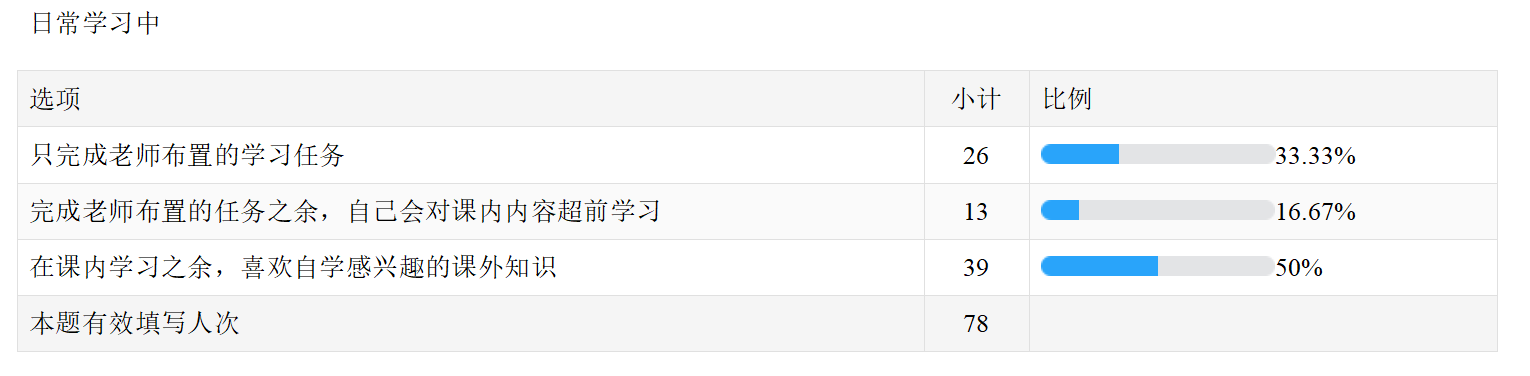 日常学习中
选项 小计 比例
只完成老师布置的学习任务 26 33.33%
完成老师布置的任务之余，自己会对课内内容超前学习 13 16.67%
在课内学习之余，喜欢自学感兴趣的课外知识 39 50%
本题有效填写人次 78